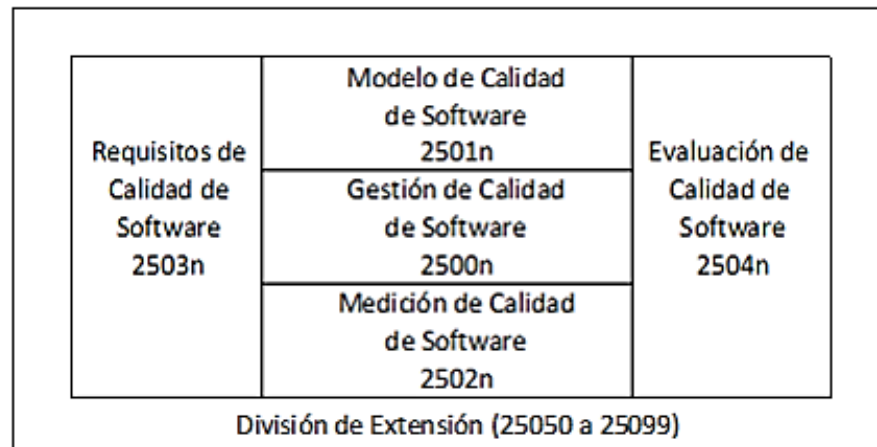 Requisitos de
Calidad de
Software
2503n
Modelo de Calidad
de Software
2501n
Gestión de Calidad
de Software
2500n
Medición de Calidad
de Software
2502n
Evaluación de
Calidad de
Software
2504n
División de Extensión (25050 a 25099)